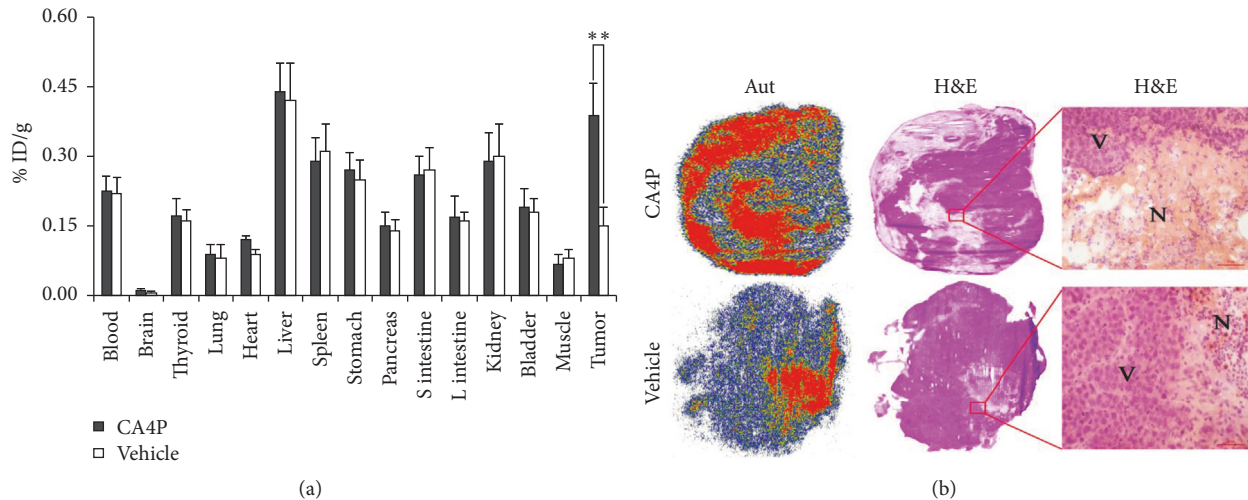 0.60
0.45
0.30
0.15
0.00
% ID/g
**
Blood
Brain
Thyroid
Lung
Heart
Liver
Spleen
Stomach
Pancreas
S intestine
L intestine
Kidney
Bladder
Muscle
Tumor
CA4P
Vehicle
(a)
Aut
H&E
H&E
CA4P
V
N
Vehicle
V
N
(b)